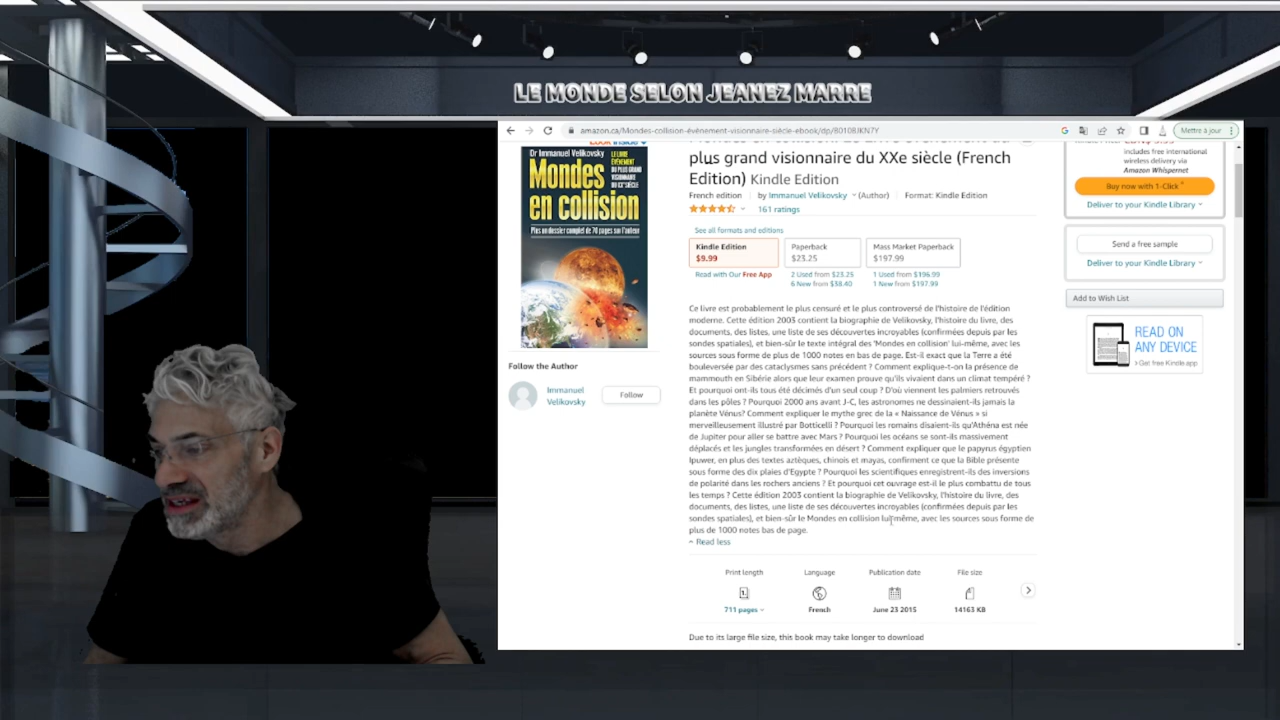 LE MONDE SELON JEANEZ MARRE
Mettre à jour
plus grand visionnaire du XXe siècle (French
Edition) Kindle Edition
French edition | by Immanuel Velikovsky (Author) | Format: Kindle Edition
161 ratings
See all formats and editions
Kindle Edition
$9.99
Read with Our Free App
Paperback
$23.25
2 Used from $23.25
6 New from $38.40
Mass Market Paperback
$197.99
1 Used from $196.99
1 New from $197.99
Dr Immanuel Velikovsky
LE LIVRE
ÉVÉNEMENT
DU PLUS GRAND
VISIONNAIRE
DU XXe SIÈCLE
Mondes
en collision
Plus un dossier complet de 70 pages sur l'auteur
Follow the Author
Immanuel
Velikovsky
Follow
Ce livre est probablement le plus censuré et le plus controversé de l'histoire de l'édition
moderne. Cette édition 2003 contient la biographie de Velikovsky, l'histoire du livre, des
documents, des listes, une liste de ses découvertes incroyables (confirmées depuis par les
sondes spatiales), et bien-sûr le texte intégral des 'Mondes en collision' lui-même, avec les
sources sous forme de plus de 1000 notes en bas de page. Est-il exact que la Terre a été
bouleversée par des cataclysmes sans précédent ? Comment explique-t-on la présence de
mammouth en Sibérie alors que leur examen prouve qu'ils vivaient dans un climat tempéré ?
Et pourquoi ont-ils tous été décimés d'un seul coup ? D'où viennent les palmiers retrouvés
dans les pôles ? Pourquoi 2000 ans avant J-C, les astronomes ne dessinaient-ils jamais la
planète Vénus? Comment expliquer le mythe grec de la « Naissance de Vénus » si
merveilleusement illustré par Botticelli ? Pourquoi les romains disaient-ils qu'Athéna est née
de Jupiter pour aller se battre avec Mars ? Pourquoi les océans se sont-ils massivement
déplacés et les jungles transformées en désert ? Comment expliquer que le papyrus égyptien
Ipuwer, en plus des textes aztèques, chinois et mayas, confirment ce que la Bible présente
sous forme des dix plaies d'Egypte ? Pourquoi les scientifiques enregistrent-ils des inversions
de polarité dans les rochers anciens ? Et pourquoi cet ouvrage est-il le plus combattu de tous
les temps ? Cette édition 2003 contient la biographie de Velikovsky, l'histoire du livre, des
documents, des listes, une liste de ses découvertes incroyables (confirmées depuis par les
sondes spatiales), et bien-sûr le Mondes en collision lui-même, avec les sources sous forme de
plus de 1000 notes bas de page.
Read less
Print length
711 pages
Language
French
Publication date
June 23 2015
File size
14163 KB
Due to its large file size, this book may take longer to download
includes free international
wireless delivery via
Amazon Whispernet
Buy now with 1-Click
Deliver to your Kindle Library
Send a free sample
Deliver to your Kindle Library
Add to Wish List
READ ON
ANY DEVICE
› Get free Kindle app